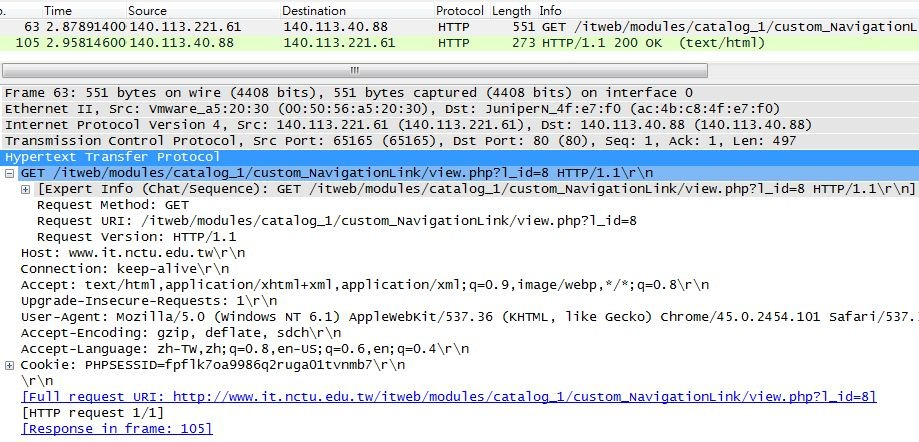 o. Time Source Destination Protocol Length Info
63 2.87891400 140.113.221.61 140.113.40.88 HTTP 551 GET /itweb/modules/catalog_1/custom_NavigationL
105 2.95814600 140.113.40.88 140.113.221.61 HTTP 273 HTTP/1.1 200 OK (text/html)
Frame 63: 551 bytes on wire (4408 bits), 551 bytes captured (4408 bits) on interface 0
Ethernet II, Src: Vmware_a5:20:30 (00:50:56:a5:20:30), Dst: JuniperN_4f:e7:f0 (ac:4b:c8:4f:e7:f0)
Internet Protocol Version 4, Src: 140.113.221.61 (140.113.221.61), Dst: 140.113.40.88 (140.113.40.88)
Transmission Control Protocol, Src Port: 65165 (65165), Dst Port: 80 (80), Seq: 1, Ack: 1, Len: 497
Hypertext Transfer Protocol
GET /itweb/modules/catalog_1/custom_NavigationLink/view.php?l_id=8 HTTP/1.1\r\n
[Expert Info (Chat/Sequence): GET /itweb/modules/catalog_1/custom_NavigationLink/view.php?l_id=8 HTTP/1.1\r\n]
Request Method: GET
Request URI: /itweb/modules/catalog_1/custom_NavigationLink/view.php?l_id=8
Request Version: HTTP/1.1
Host: www.it.nctu.edu.tw\r\n
Connection: keep-alive\r\n
Accept: text/html,application/xhtml+xml,application/xml;q=0.9,image/webp,*/*;q=0.8\r\n
Upgrade-Insecure-Requests: 1\r\n
User-Agent: Mozilla/5.0 (Windows NT 6.1) AppleWebKit/537.36 (KHTML, like Gecko) Chrome/45.0.2454.101 Safari/537.
Accept-Encoding: gzip, deflate, sdch\r\n
Accept-Language: zh-TW,zh;q=0.8,en-US;q=0.6,en;q=0.4\r\n
Cookie: PHPSESSID=fpflk7oa9986q2ruga01tvnmb7\r\n
\r\n
[Full request URI: http://www.it.nctu.edu.tw/itweb/modules/catalog_1/custom_NavigationLink/view.php?l_id=8]
[HTTP request 1/1]
[Response in frame: 105]